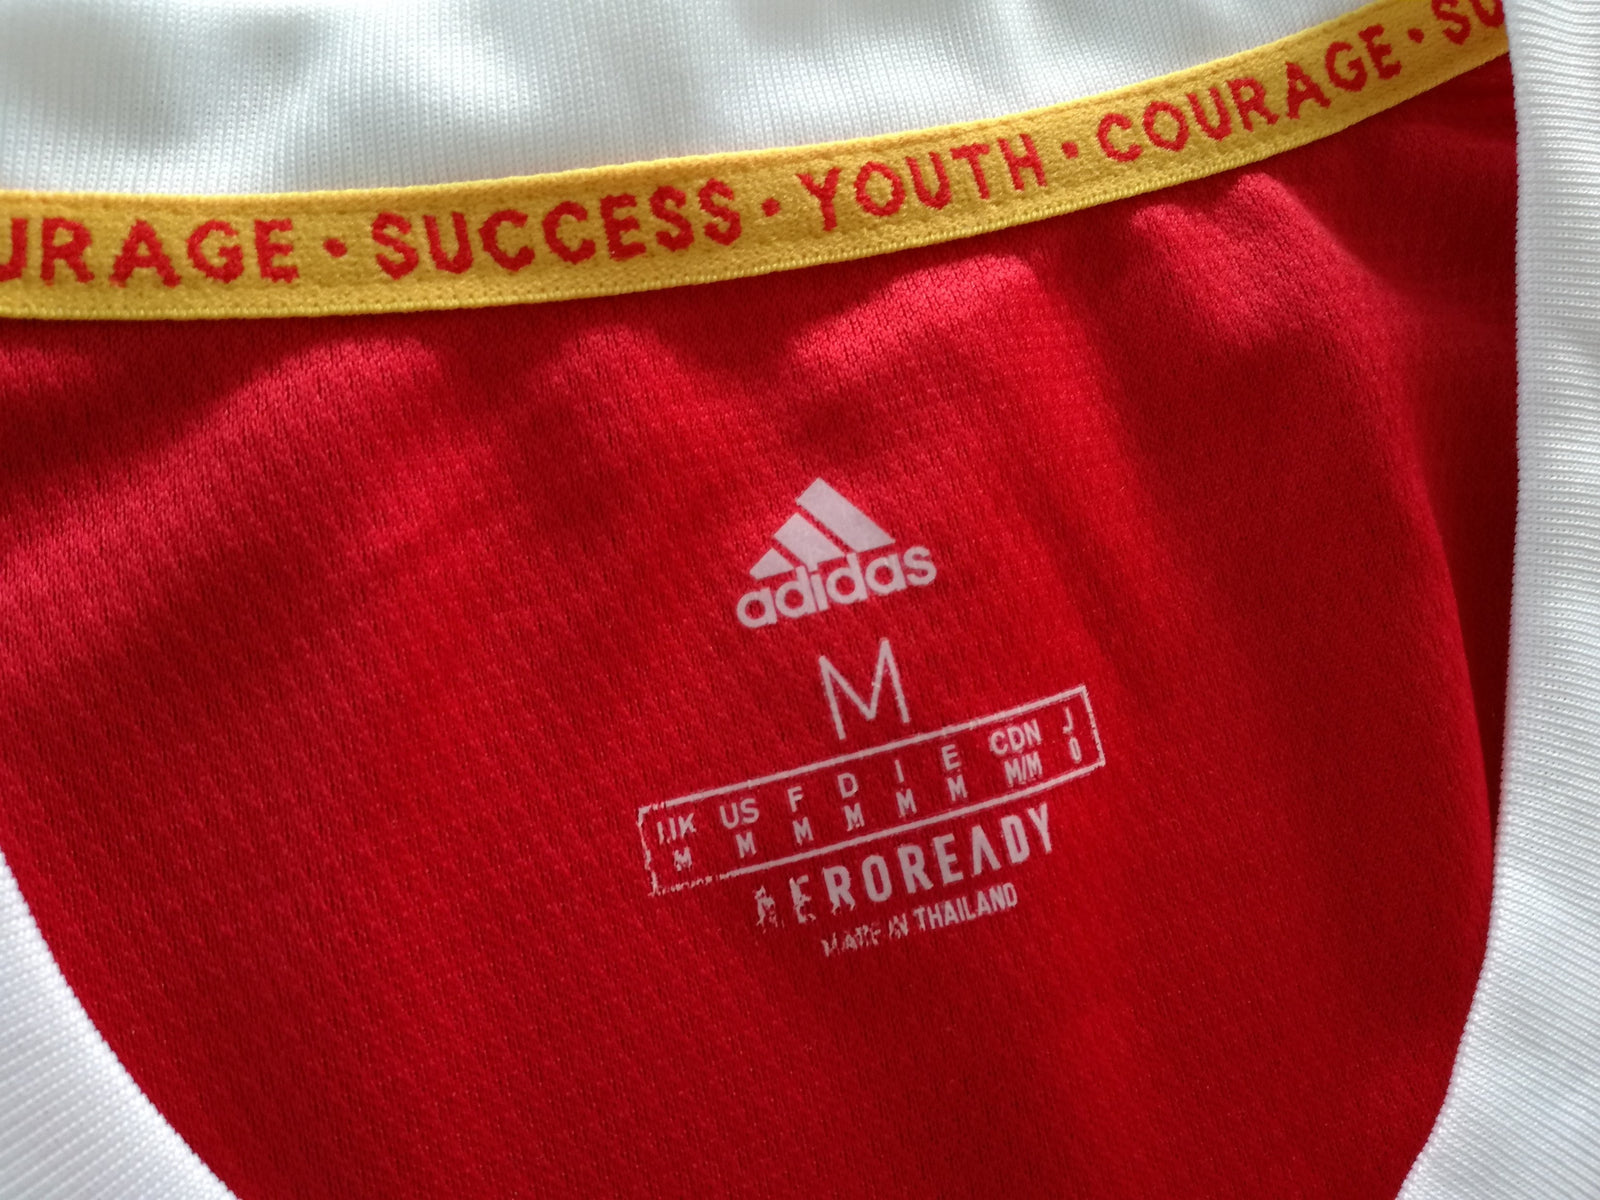 URAGE · SUCCESS · YOUTH · COURAGE · SU
adidas
M
UK US F D I E CDN J
M M M M M M M/M O
AEROREADY
MADE IN THAILAND